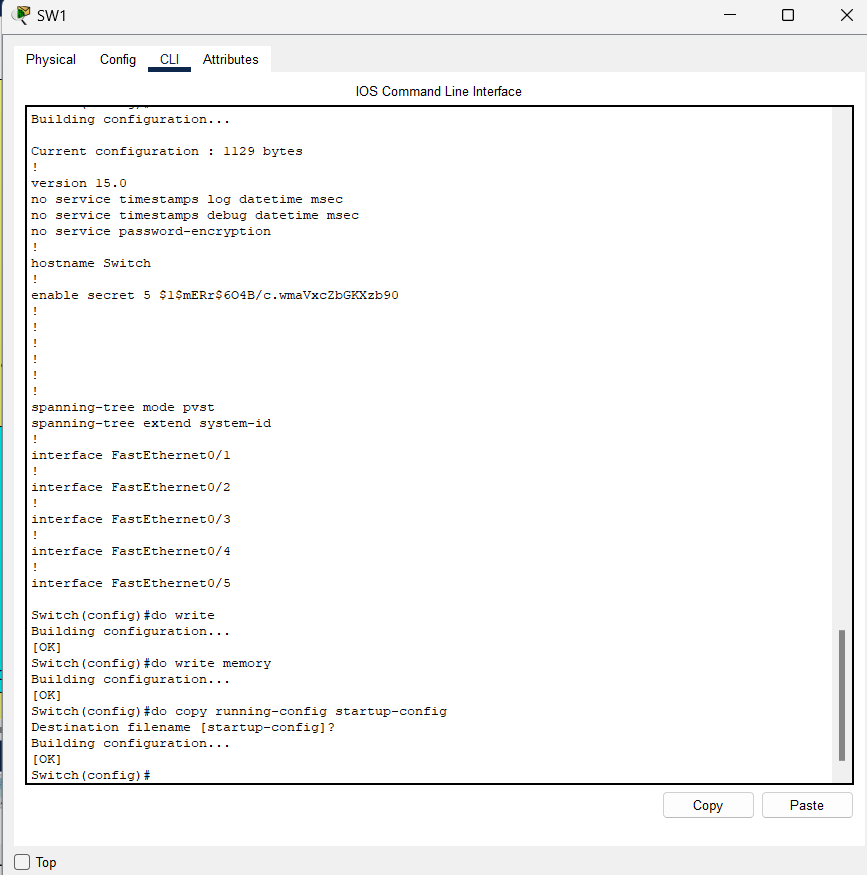 SW1
Physical Config CLI Attributes
IOS Command Line Interface
Building configuration...
Current configuration : 1129 bytes
!
version 15.0
no service timestamps log datetime msec
no service timestamps debug datetime msec
no service password-encryption
!
hostname Switch
!
enable secret 5 $1$mERr$6O4B/c.wmaVxcZbGKXzb90
!
!
!
!
!
!
spanning-tree mode pvst
spanning-tree extend system-id
!
interface FastEthernet0/1
!
interface FastEthernet0/2
!
interface FastEthernet0/3
!
interface FastEthernet0/4
!
interface FastEthernet0/5
Switch(config)#do write
Building configuration...
[OK]
Switch(config)#do write memory
Building configuration...
[OK]
Switch(config)#do copy running-config startup-config
Destination filename [startup-config]?
Building configuration...
[OK]
Switch(config)#
Copy Paste
Top